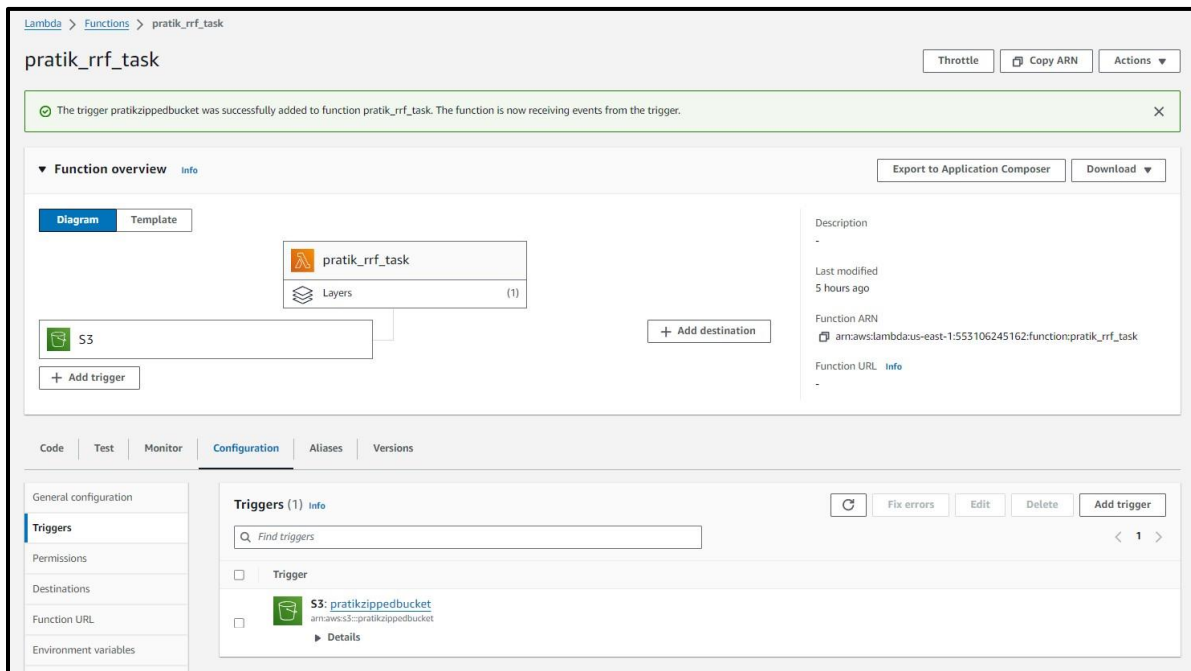 Lambda > Functions > pratik_rrf_task
pratik_rrf_task
Throttle
Copy ARN
Actions
The trigger pratikzippedbucket was successfully added to function pratik_rrf_task. The function is now receiving events from the trigger.
Function overview Info
Export to Application Composer
Download
Diagram
Template
pratik_rrf_task
Layers (1)
S3
+ Add trigger
+ Add destination
Description
-
Last modified
5 hours ago
Function ARN
arn:aws:lambda:us-east-1:553106245162:function:pratik_rrf_task
Function URL Info
-
Code
Test
Monitor
Configuration
Aliases
Versions
General configuration
Triggers
Permissions
Destinations
Function URL
Environment variables
Triggers (1) Info
Fix errors
Edit
Delete
Add trigger
Find triggers
< 1 >
Trigger
S3: pratikzippedbucket
arn:aws:s3:::pratikzippedbucket
Details